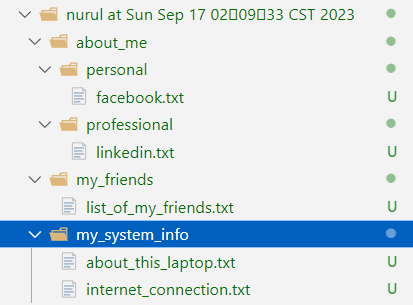 nurul at Sun Sep 17 02:09:33 CST 2023
about_me
personal
facebook.txt U
professional
linkedin.txt U
my_friends
list_of_my_friends.txt U
my_system_info
about_this_laptop.txt U
internet_connection.txt U